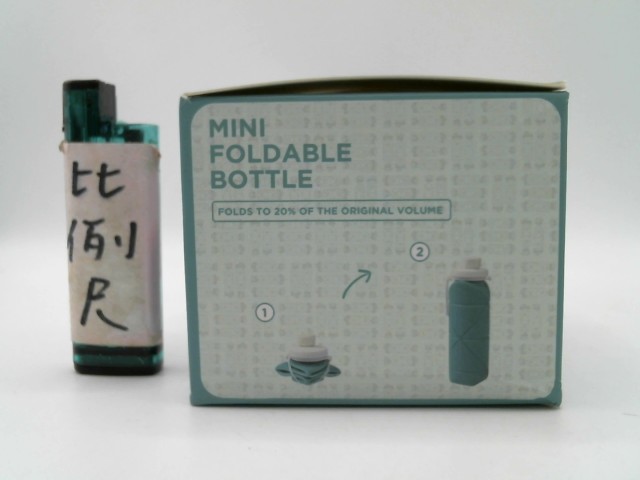 比
例
尺
MINI
FOLDABLE
BOTTLE
FOLDS TO 20% OF THE ORIGINAL VOLUME
2
1